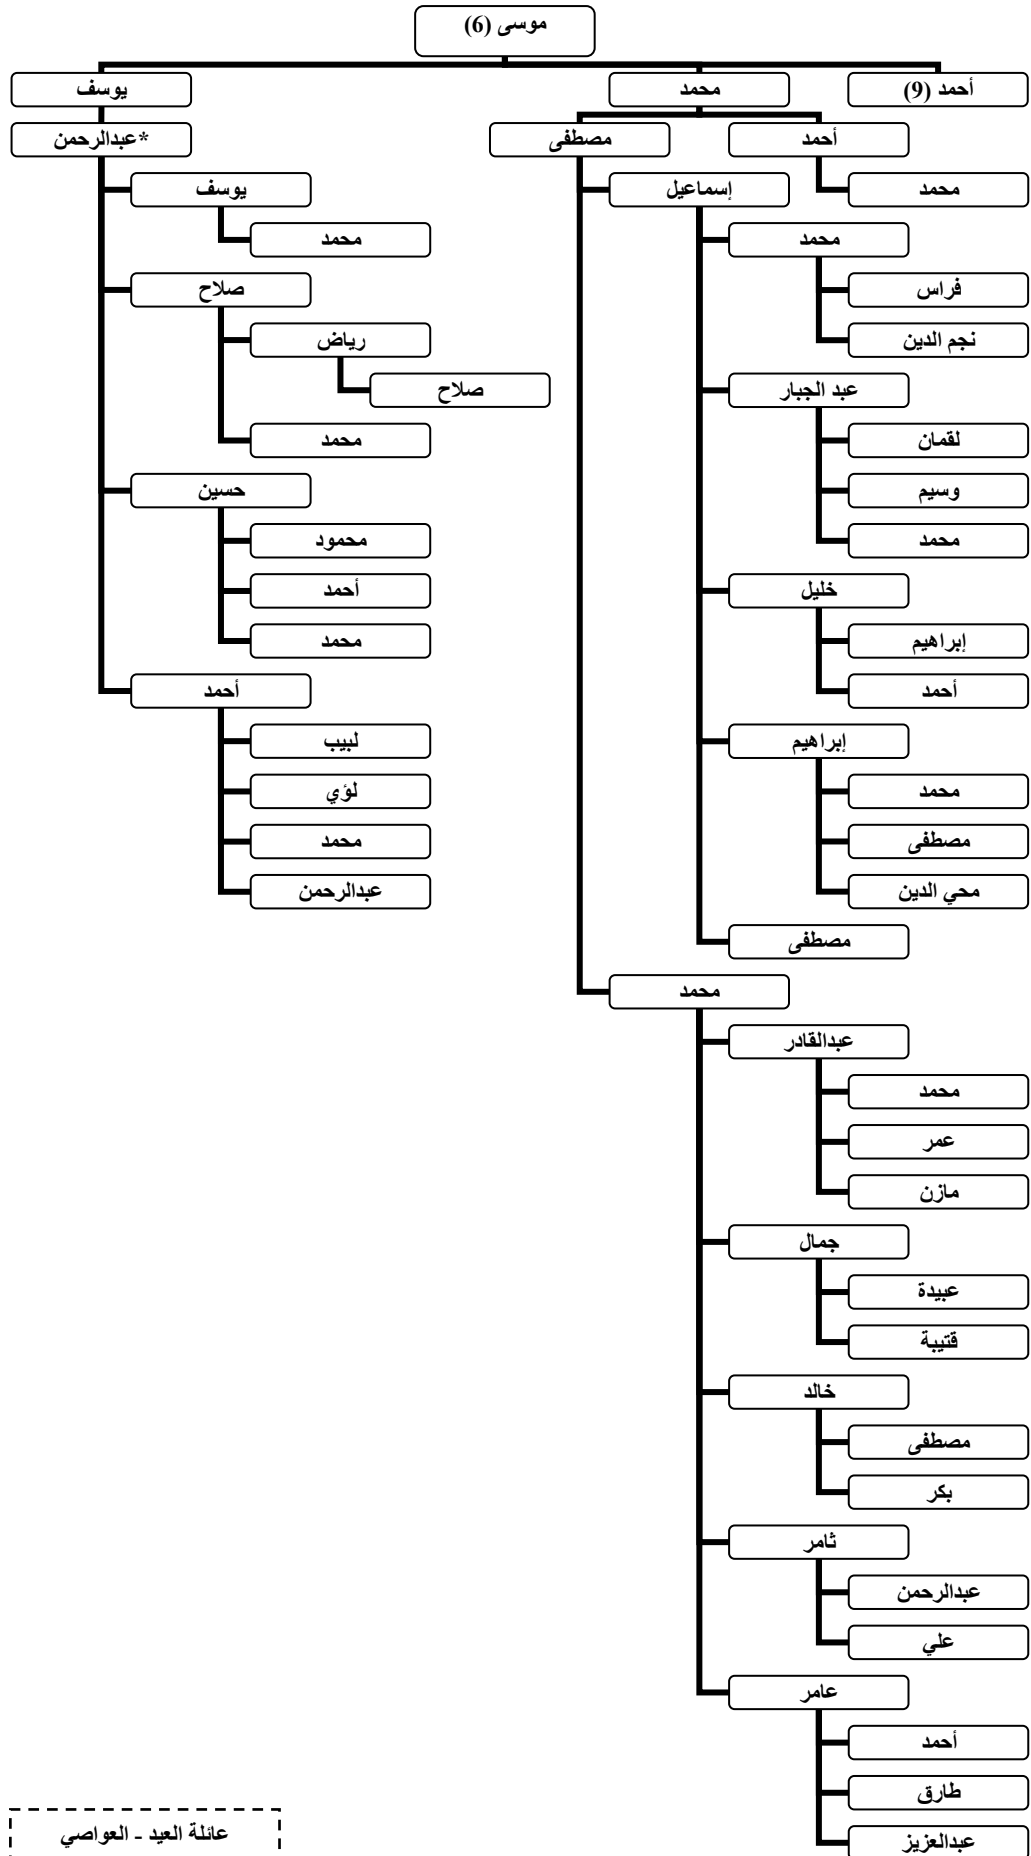 موسى (6)
أحمد (9)
محمد
يوسف
أحمد
مصطفى
*عبدالرحمن
محمد
إسماعيل
يوسف
محمد
محمد
فراس
صلاح
نجم الدين
رياض
عبد الجبار
صلاح
لقمان
محمد
وسيم
حسين
محمد
محمود
خليل
أحمد
إبراهيم
محمد
أحمد
أحمد
إبراهيم
لبيب
محمد
لؤي
مصطفى
محمد
محي الدين
عبدالرحمن
مصطفى
محمد
عبدالقادر
محمد
عمر
مازن
جمال
عبيدة
قتيبة
خالد
مصطفى
بكر
ثامر
عبدالرحمن
علي
عامر
أحمد
طارق
عبدالعزيز
عائلة العيد - العواصي